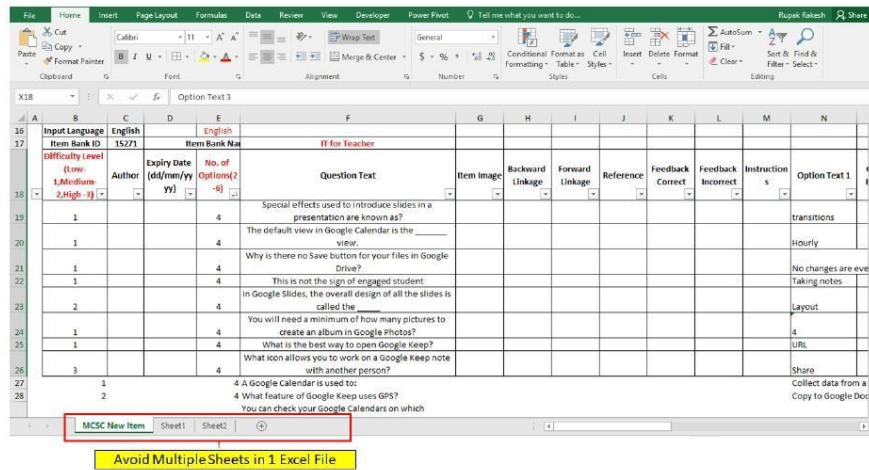 File Home Insert Page Layout Formulas Data Review View Developer Power Pivot Tell me what you want to do... Rupak Rakesh Share
Cut
Copy
Format Painter
Paste
Calibri 11
B I U
Wrap Text
Merge & Center
General
$ % ,
Conditional Formatting
Format as Table
Cell Styles
Insert Delete Format
AutoSum
Fill
Clear
Sort & Filter
Find & Select
Clipboard Font Alignment Number Styles Cells Editing
X18 fx Option Text 3
A B C D E F G H I J K L M N
16 Input Language English English
17 Item Bank ID 15271 Item Bank Nar IT for Teacher
18 Difficulty Level (Low-1,Medium-2,High -3) Author Expiry Date (dd/mm/yyyy) No. of Options(2-6) Question Text Item Image Backward Linkage Forward Linkage Reference Feedback Correct Feedback Incorrect Instructions Option Text 1
Special effects used to introduce slides in a
19 1 4 presentation are known as? transitions
The default view in Google Calendar is the ______
20 1 4 view. Hourly
Why is there no Save button for your files in Google
21 1 4 Drive? No changes are eve
22 1 4 This is not the sign of engaged student Taking notes
In Google Slides, the overall design of all the slides is
23 2 4 called the _____ Layout
You will need a minimum of how many pictures to
24 1 4 create an album in Google Photos? 4
25 1 4 What is the best way to open Google Keep? URL
What icon allows you to work on a Google Keep note
26 3 4 with another person? Share
27 1 4 A Google Calendar is used to: Collect data from a
28 2 4 What feature of Google Keep uses GPS? Copy to Google Doc
You can check your Google Calendars on which
MCSC New Item Sheet1 Sheet2
Avoid Multiple Sheets in 1 Excel File